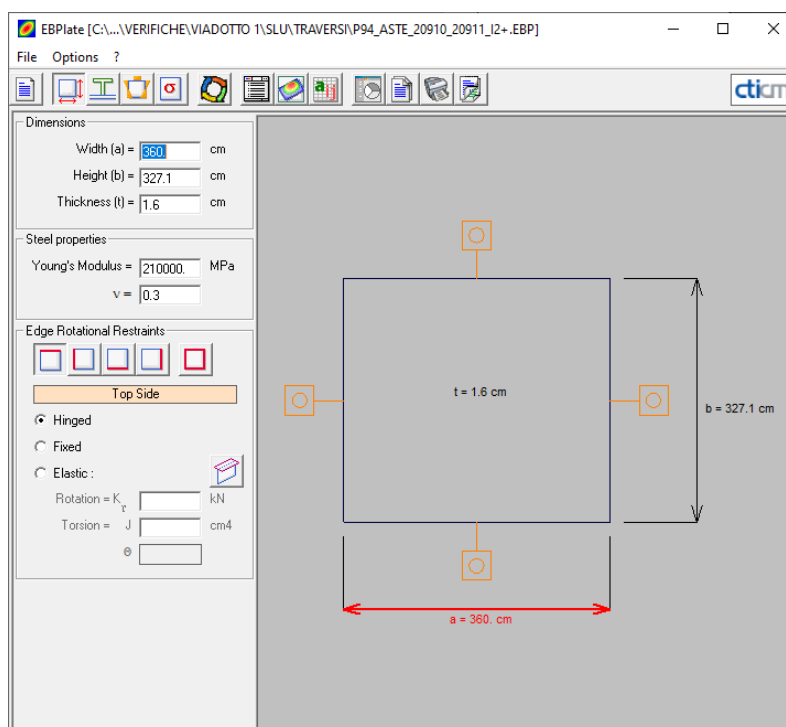 EBPlate [C:\...\VERIFICHE\VIADOTTO 1\SLU\TRAVERSI\P94_ASTE_20910_20911_I2+.EBP]
File Options ?
σ
cticm
Dimensions
Width (a) = 360. cm
Height (b) = 327.1 cm
Thickness (t) = 1.6 cm
Steel properties
Young's Modulus = 210000. MPa
ν = 0.3
Edge Rotational Restraints
Top Side
Hinged
Fixed
Elastic :
Rotation = Kr kN
Torsion = J cm4
Θ
t = 1.6 cm
b = 327.1 cm
a = 360. cm